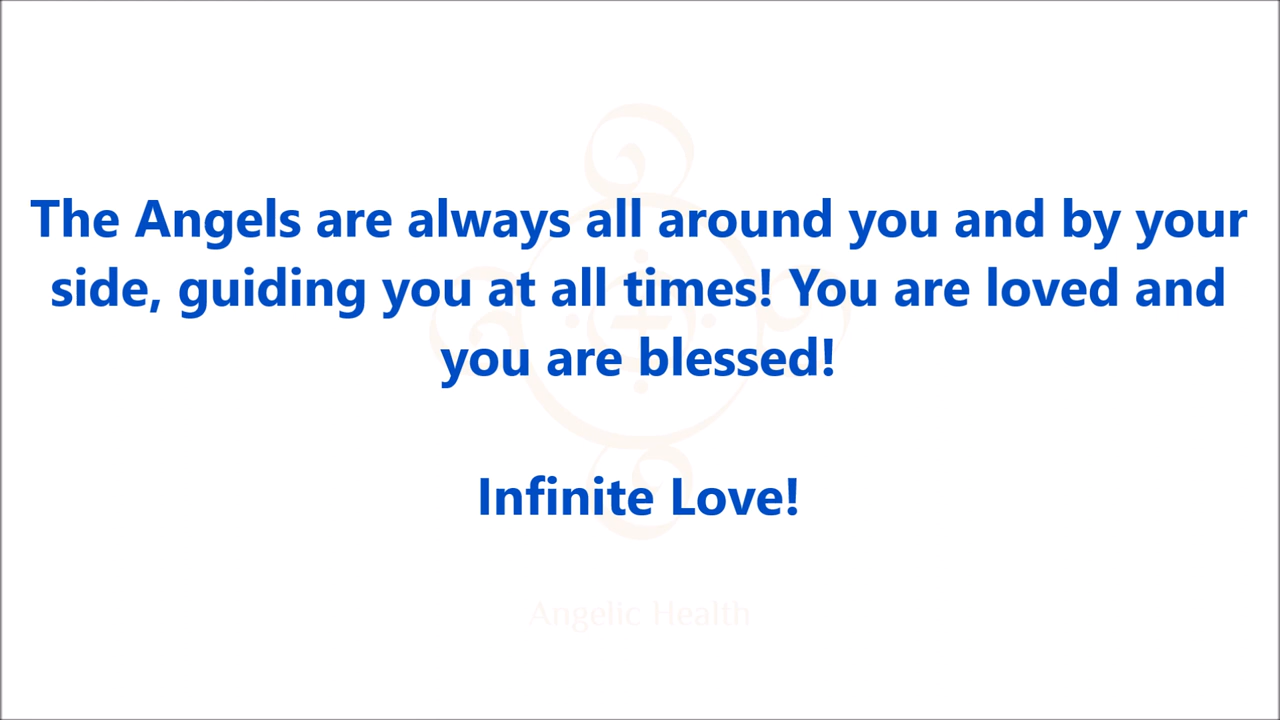 The Angels are always all around you and by your
side, guiding you at all times! You are loved and
you are blessed!
Infinite Love!
Angelic Health